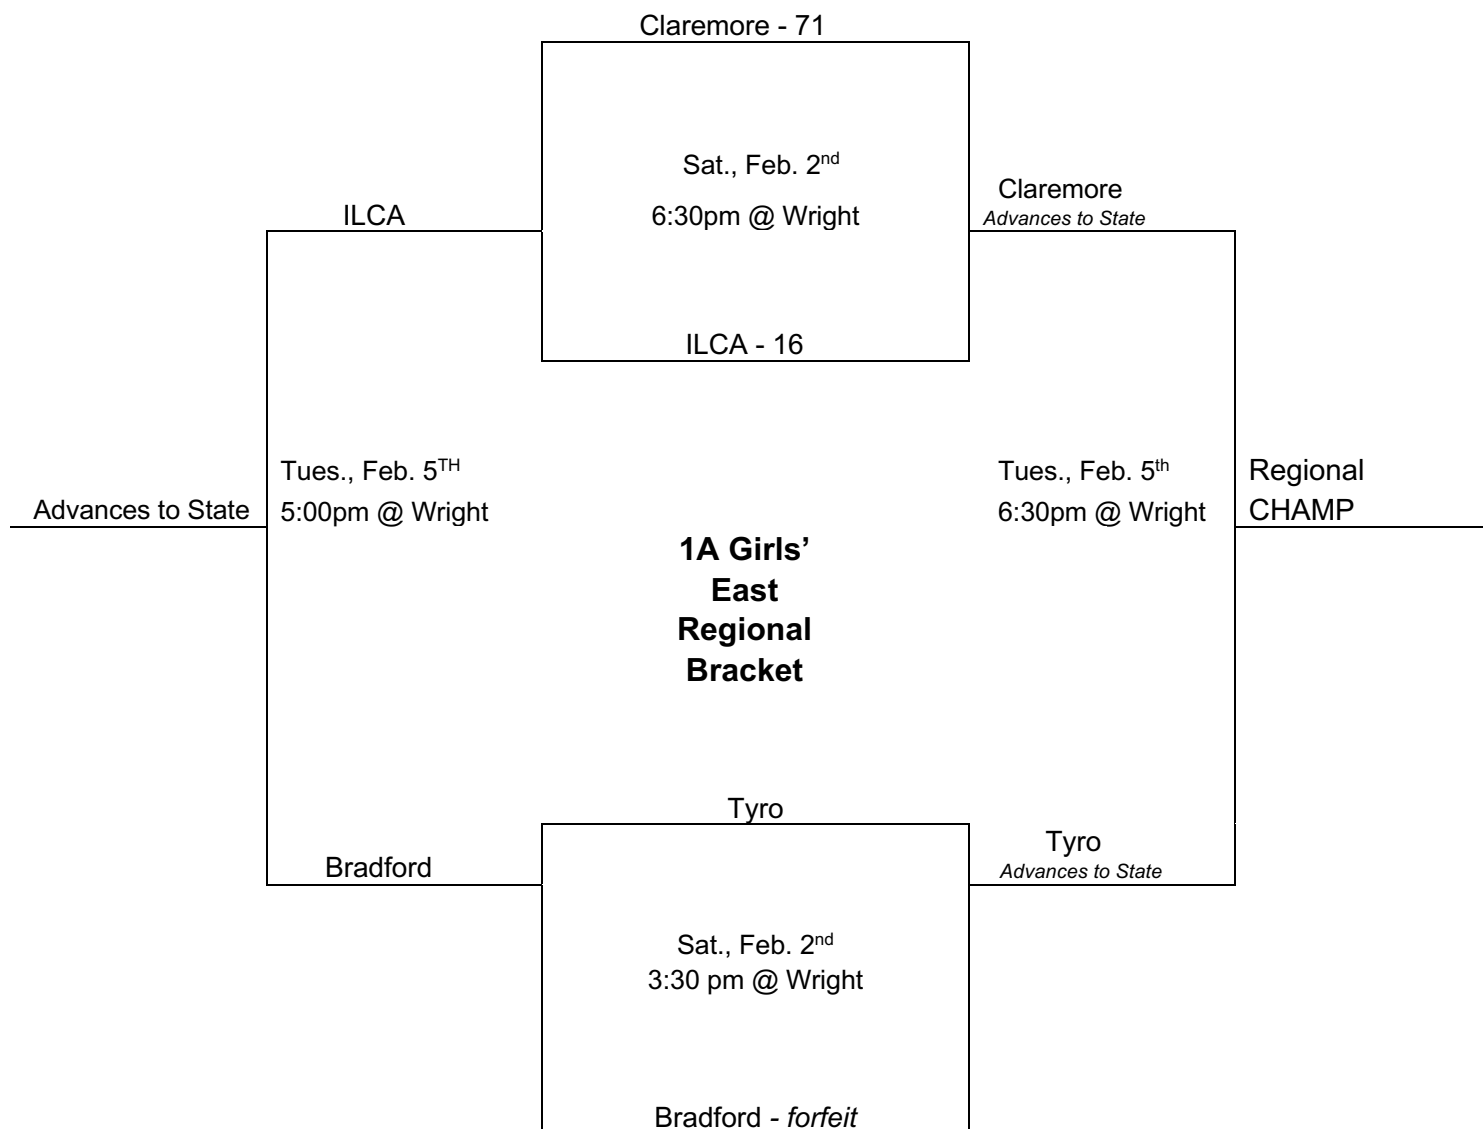 Claremore - 71
Sat., Feb. 2nd
6:30pm @ Wright
Claremore
Advances to State
ILCA
ILCA - 16
Tues., Feb. 5TH
5:00pm @ Wright
Advances to State
Tues., Feb. 5th
6:30pm @ Wright
Regional
CHAMP
1A Girls’
East
Regional
Bracket
Tyro
Tyro
Advances to State
Bradford
Sat., Feb. 2nd
3:30 pm @ Wright
Bradford - forfeit